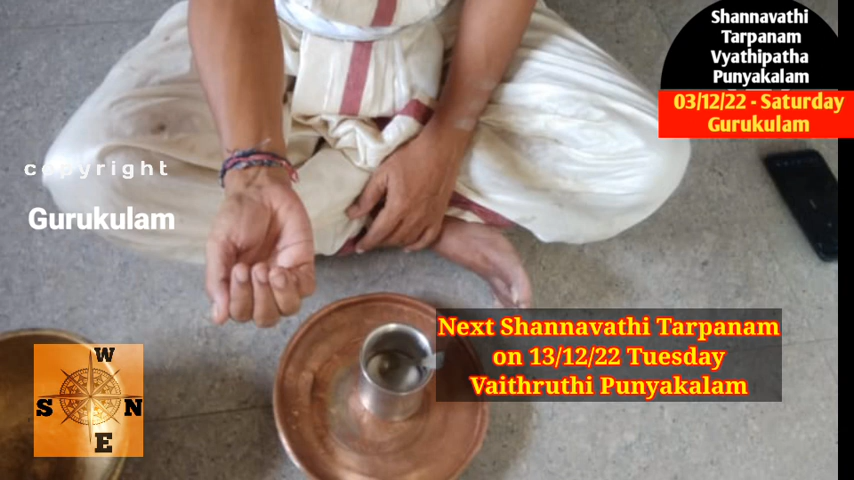 Shannavathi
Tarpanam
Vyathipatha
Punyakalam
03/12/22 - Saturday
Gurukulam
copyright
Gurukulam
Next Shannavathi Tarpanam
on 13/12/22 Tuesday
Vaithruthi Punyakalam
W
S N
E